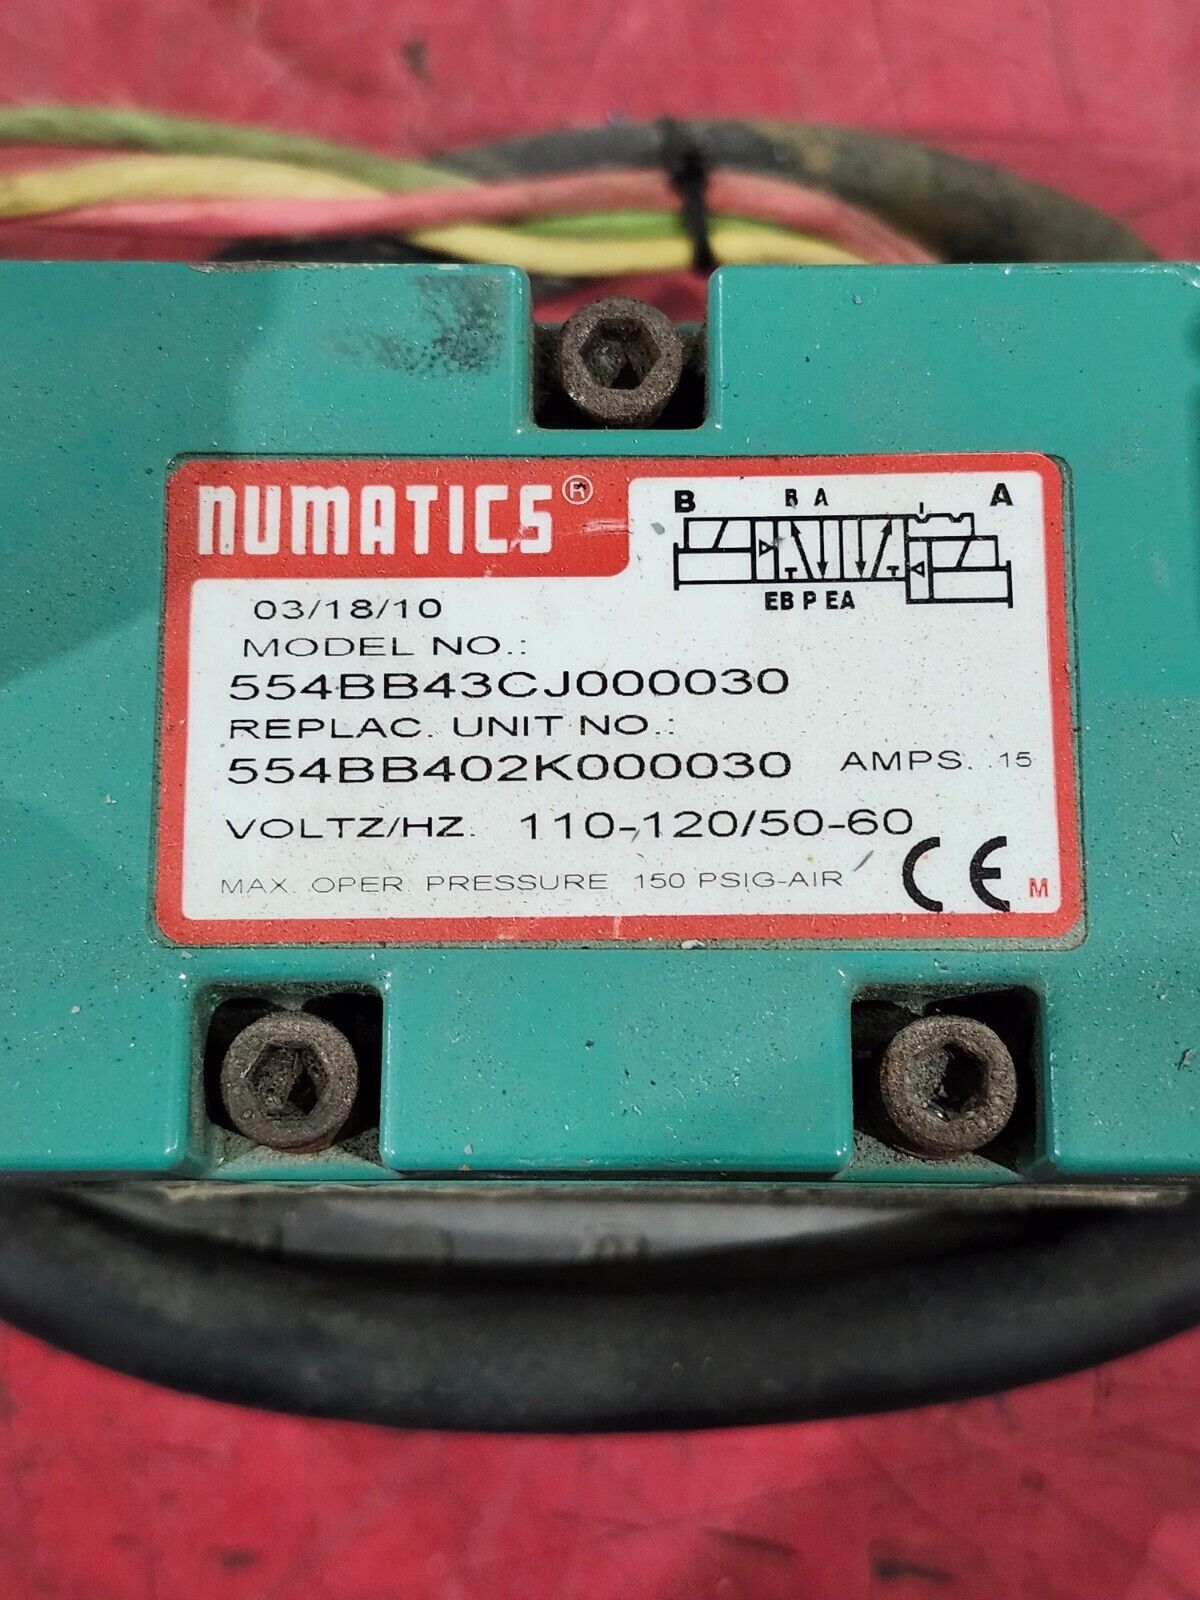 NUMATICS®
B B A A
EB P EA
03/18/10
MODEL NO.:
554BB43CJ000030
REPLAC. UNIT NO.:
554BB402K000030 AMPS. .15
VOLTZ/HZ. 110-120/50-60
MAX. OPER. PRESSURE 150 PSIG-AIR CE M